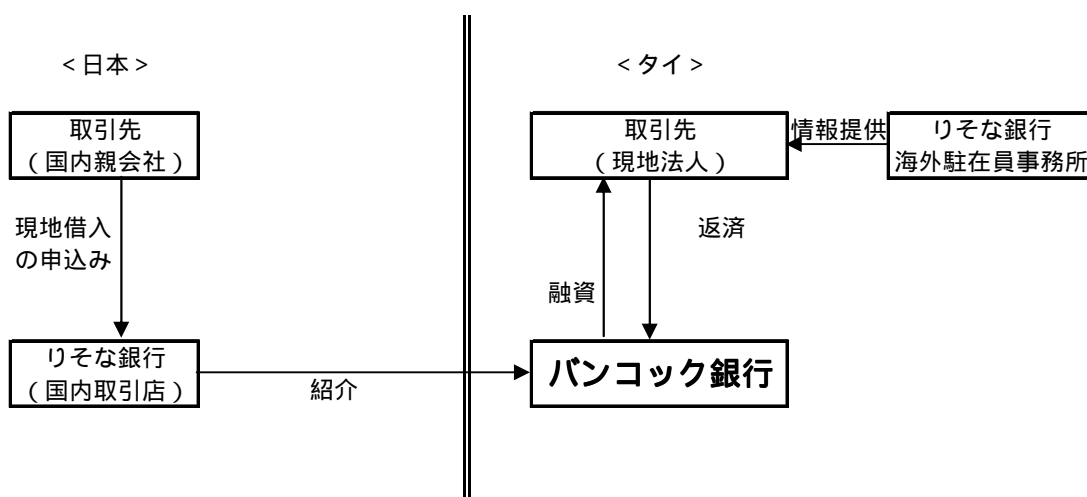 <日本>
<タイ>
取引先
(国内親会社)
取引先
(現地法人)
情報提供
りそな銀行
海外駐在員事務所
現地借入
の申込み
返済
融資
りそな銀行
(国内取引店)
紹介
バンコック銀行